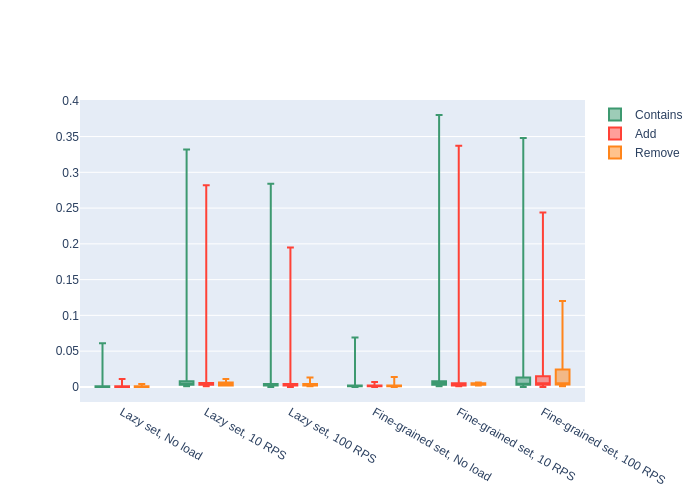 0.4
0.35
0.3
0.25
0.2
0.15
0.1
0.05
0
Lazy set, No load
Lazy set, 10 RPS
Lazy set, 100 RPS
Fine-grained set, No load
Fine-grained set, 10 RPS
Fine-grained set, 100 RPS
Contains
Add
Remove